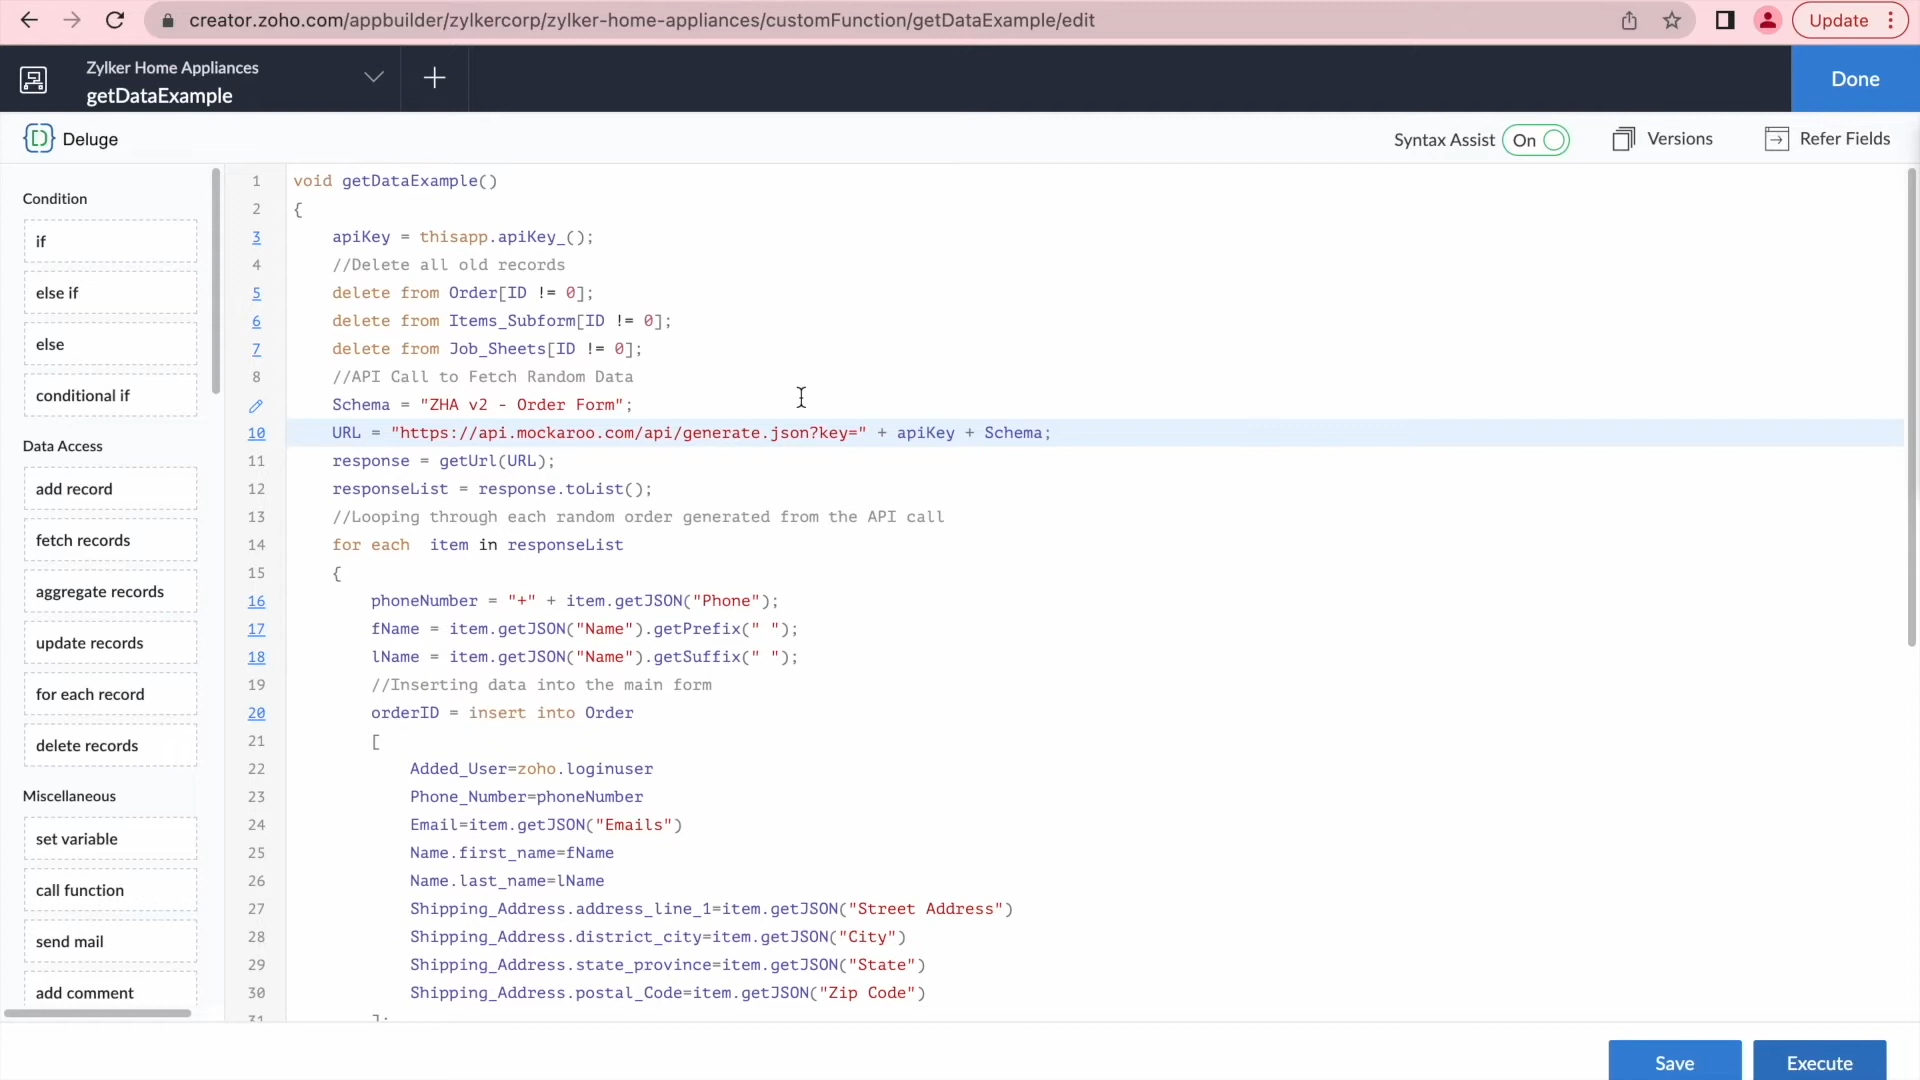 creator.zoho.com/appbuilder/zylkercorp/zylker-home-appliances/customFunction/getDataExample/edit
Update
Zylker Home Appliances
getDataExample
Done
Deluge
Syntax Assist On
Versions
Refer Fields
Condition
if
else if
else
conditional if
Data Access
add record
fetch records
aggregate records
update records
for each record
delete records
Miscellaneous
set variable
call function
send mail
add comment
1 void getDataExample()
2 {
3 apiKey = thisapp.apiKey_();
4 //Delete all old records
5 delete from Order[ID != 0];
6 delete from Items_Subform[ID != 0];
7 delete from Job_Sheets[ID != 0];
8 //API Call to Fetch Random Data
Schema = "ZHA v2 - Order Form";
10 URL = "https://api.mockaroo.com/api/generate.json?key=" + apiKey + Schema;
11 response = getUrl(URL);
12 responseList = response.toList();
13 //Looping through each random order generated from the API call
14 for each  item in responseList
15 {
16 phoneNumber = "+" + item.getJSON("Phone");
17 fName = item.getJSON("Name").getPrefix(" ");
18 lName = item.getJSON("Name").getSuffix(" ");
19 //Inserting data into the main form
20 orderID = insert into Order
21 [
22 Added_User=zoho.loginuser
23 Phone_Number=phoneNumber
24 Email=item.getJSON("Emails")
25 Name.first_name=fName
26 Name.last_name=lName
27 Shipping_Address.address_line_1=item.getJSON("Street Address")
28 Shipping_Address.district_city=item.getJSON("City")
29 Shipping_Address.state_province=item.getJSON("State")
30 Shipping_Address.postal_Code=item.getJSON("Zip Code")
31 ];
Save
Execute